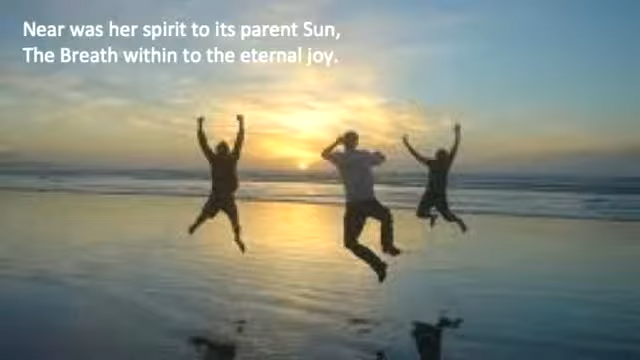 Near was her spirit to its parent Sun,
The Breath within to the eternal joy.